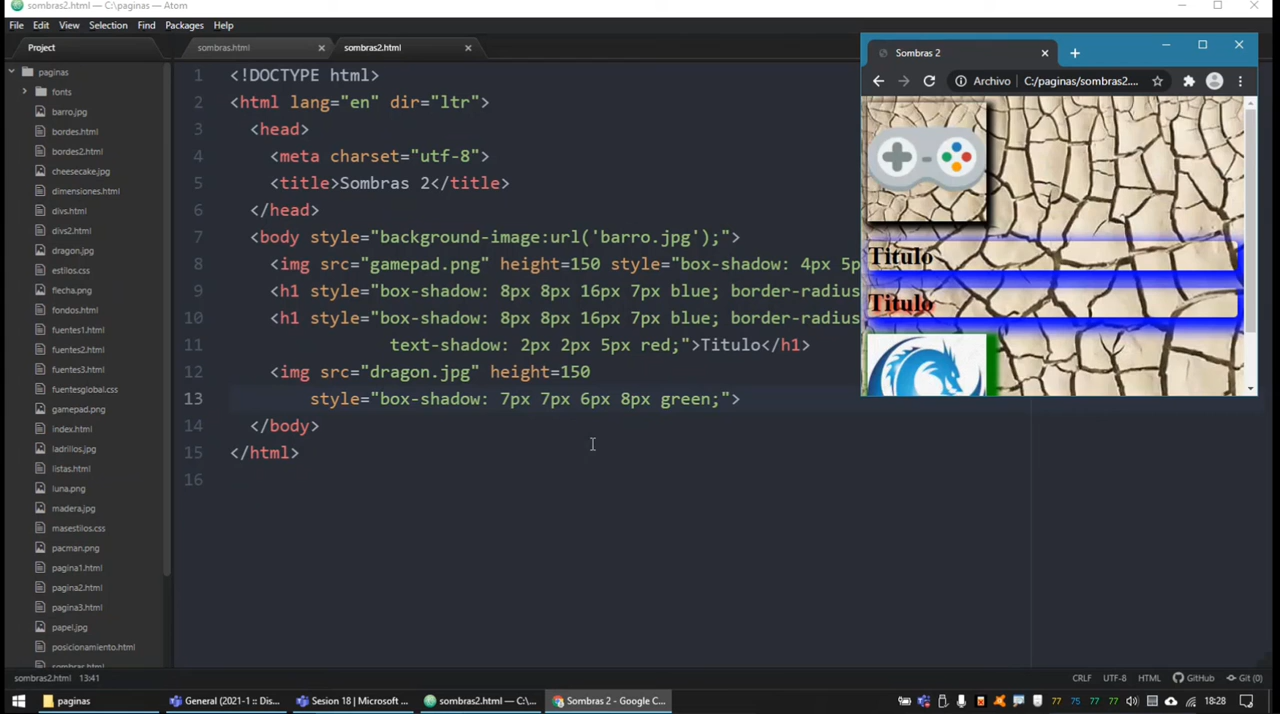 sombras2.html — C:\paginas — Atom
File Edit View Selection Find Packages Help
Project
sombras.html
sombras2.html
paginas
fonts
barro.jpg
bordes.html
bordes2.html
cheesecake.jpg
dimensiones.html
divs.html
divs2.html
dragon.jpg
estilos.css
flecha.png
fondos.html
fuentes1.html
fuentes2.html
fuentes3.html
fuentesglobal.css
gamepad.png
index.html
ladrillos.jpg
listas.html
luna.png
madera.jpg
masestilos.css
pacman.png
pagina1.html
pagina2.html
pagina3.html
papel.jpg
posicionamiento.html
sombras.html
1 <!DOCTYPE html>
2 <html lang="en" dir="ltr">
3 <head>
4 <meta charset="utf-8">
5 <title>Sombras 2</title>
6 </head>
7 <body style="background-image:url('barro.jpg');">
8 <img src="gamepad.png" height=150 style="box-shadow: 4px 5p
9 <h1 style="box-shadow: 8px 8px 16px 7px blue; border-radius
10 <h1 style="box-shadow: 8px 8px 16px 7px blue; border-radius
11 text-shadow: 2px 2px 5px red;">Titulo</h1>
12 <img src="dragon.jpg" height=150
13 style="box-shadow: 7px 7px 6px 8px green;">
14 </body>
15 </html>
16
Sombras 2
Archivo C:/paginas/sombras2....
Titulo
Titulo
sombras2.html 13:41
CRLF UTF-8 HTML GitHub Git (0)
paginas
General (2021-1 :: Dis...
Sesion 18 | Microsoft ...
sombras2.html — C:\...
Sombras 2 - Google C...
77 75 77 77 18:28